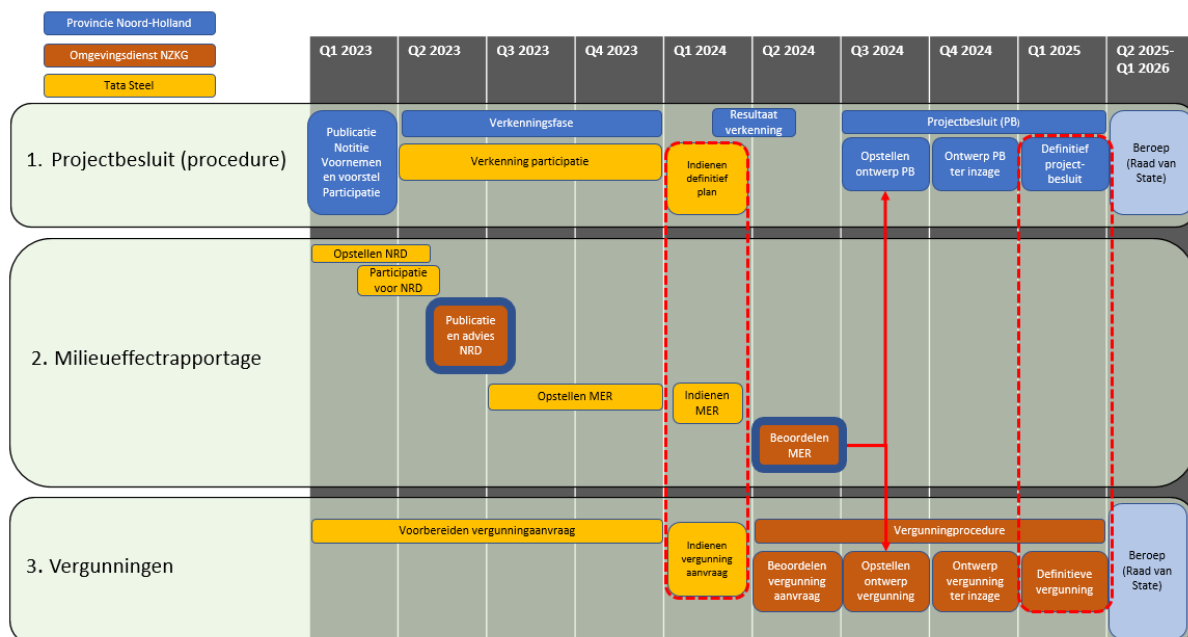 Provincie Noord-Holland
Omgevingsdienst NZKG
Tata Steel
Q1 2023
Q2 2023
Q3 2023
Q4 2023
Q1 2024
Q2 2024
Q3 2024
Q4 2024
Q1 2025
Q2 2025-
Q1 2026
1. Projectbesluit (procedure)
Publicatie
Notitie
Voornemen
en voorstel
Participatie
Verkenningsfase
Verkenning participatie
Indienen
definitief
plan
Resultaat
verkenning
Projectbesluit (PB)
Opstellen
ontwerp PB
Ontwerp PB
ter inzage
Definitief
project-
besluit
Beroep
(Raad van
State)
2. Milieueffectrapportage
Opstellen NRD
Participatie
voor NRD
Publicatie
en advies
NRD
Opstellen MER
Indienen
MER
Beoordelen
MER
3. Vergunningen
Voorbereiden vergunningaanvraag
Indienen
vergunning
aanvraag
Vergunningprocedure
Beoordelen
vergunning
aanvraag
Opstellen
ontwerp
vergunning
Ontwerp
vergunning
ter inzage
Definitieve
vergunning
Beroep
(Raad van
State)